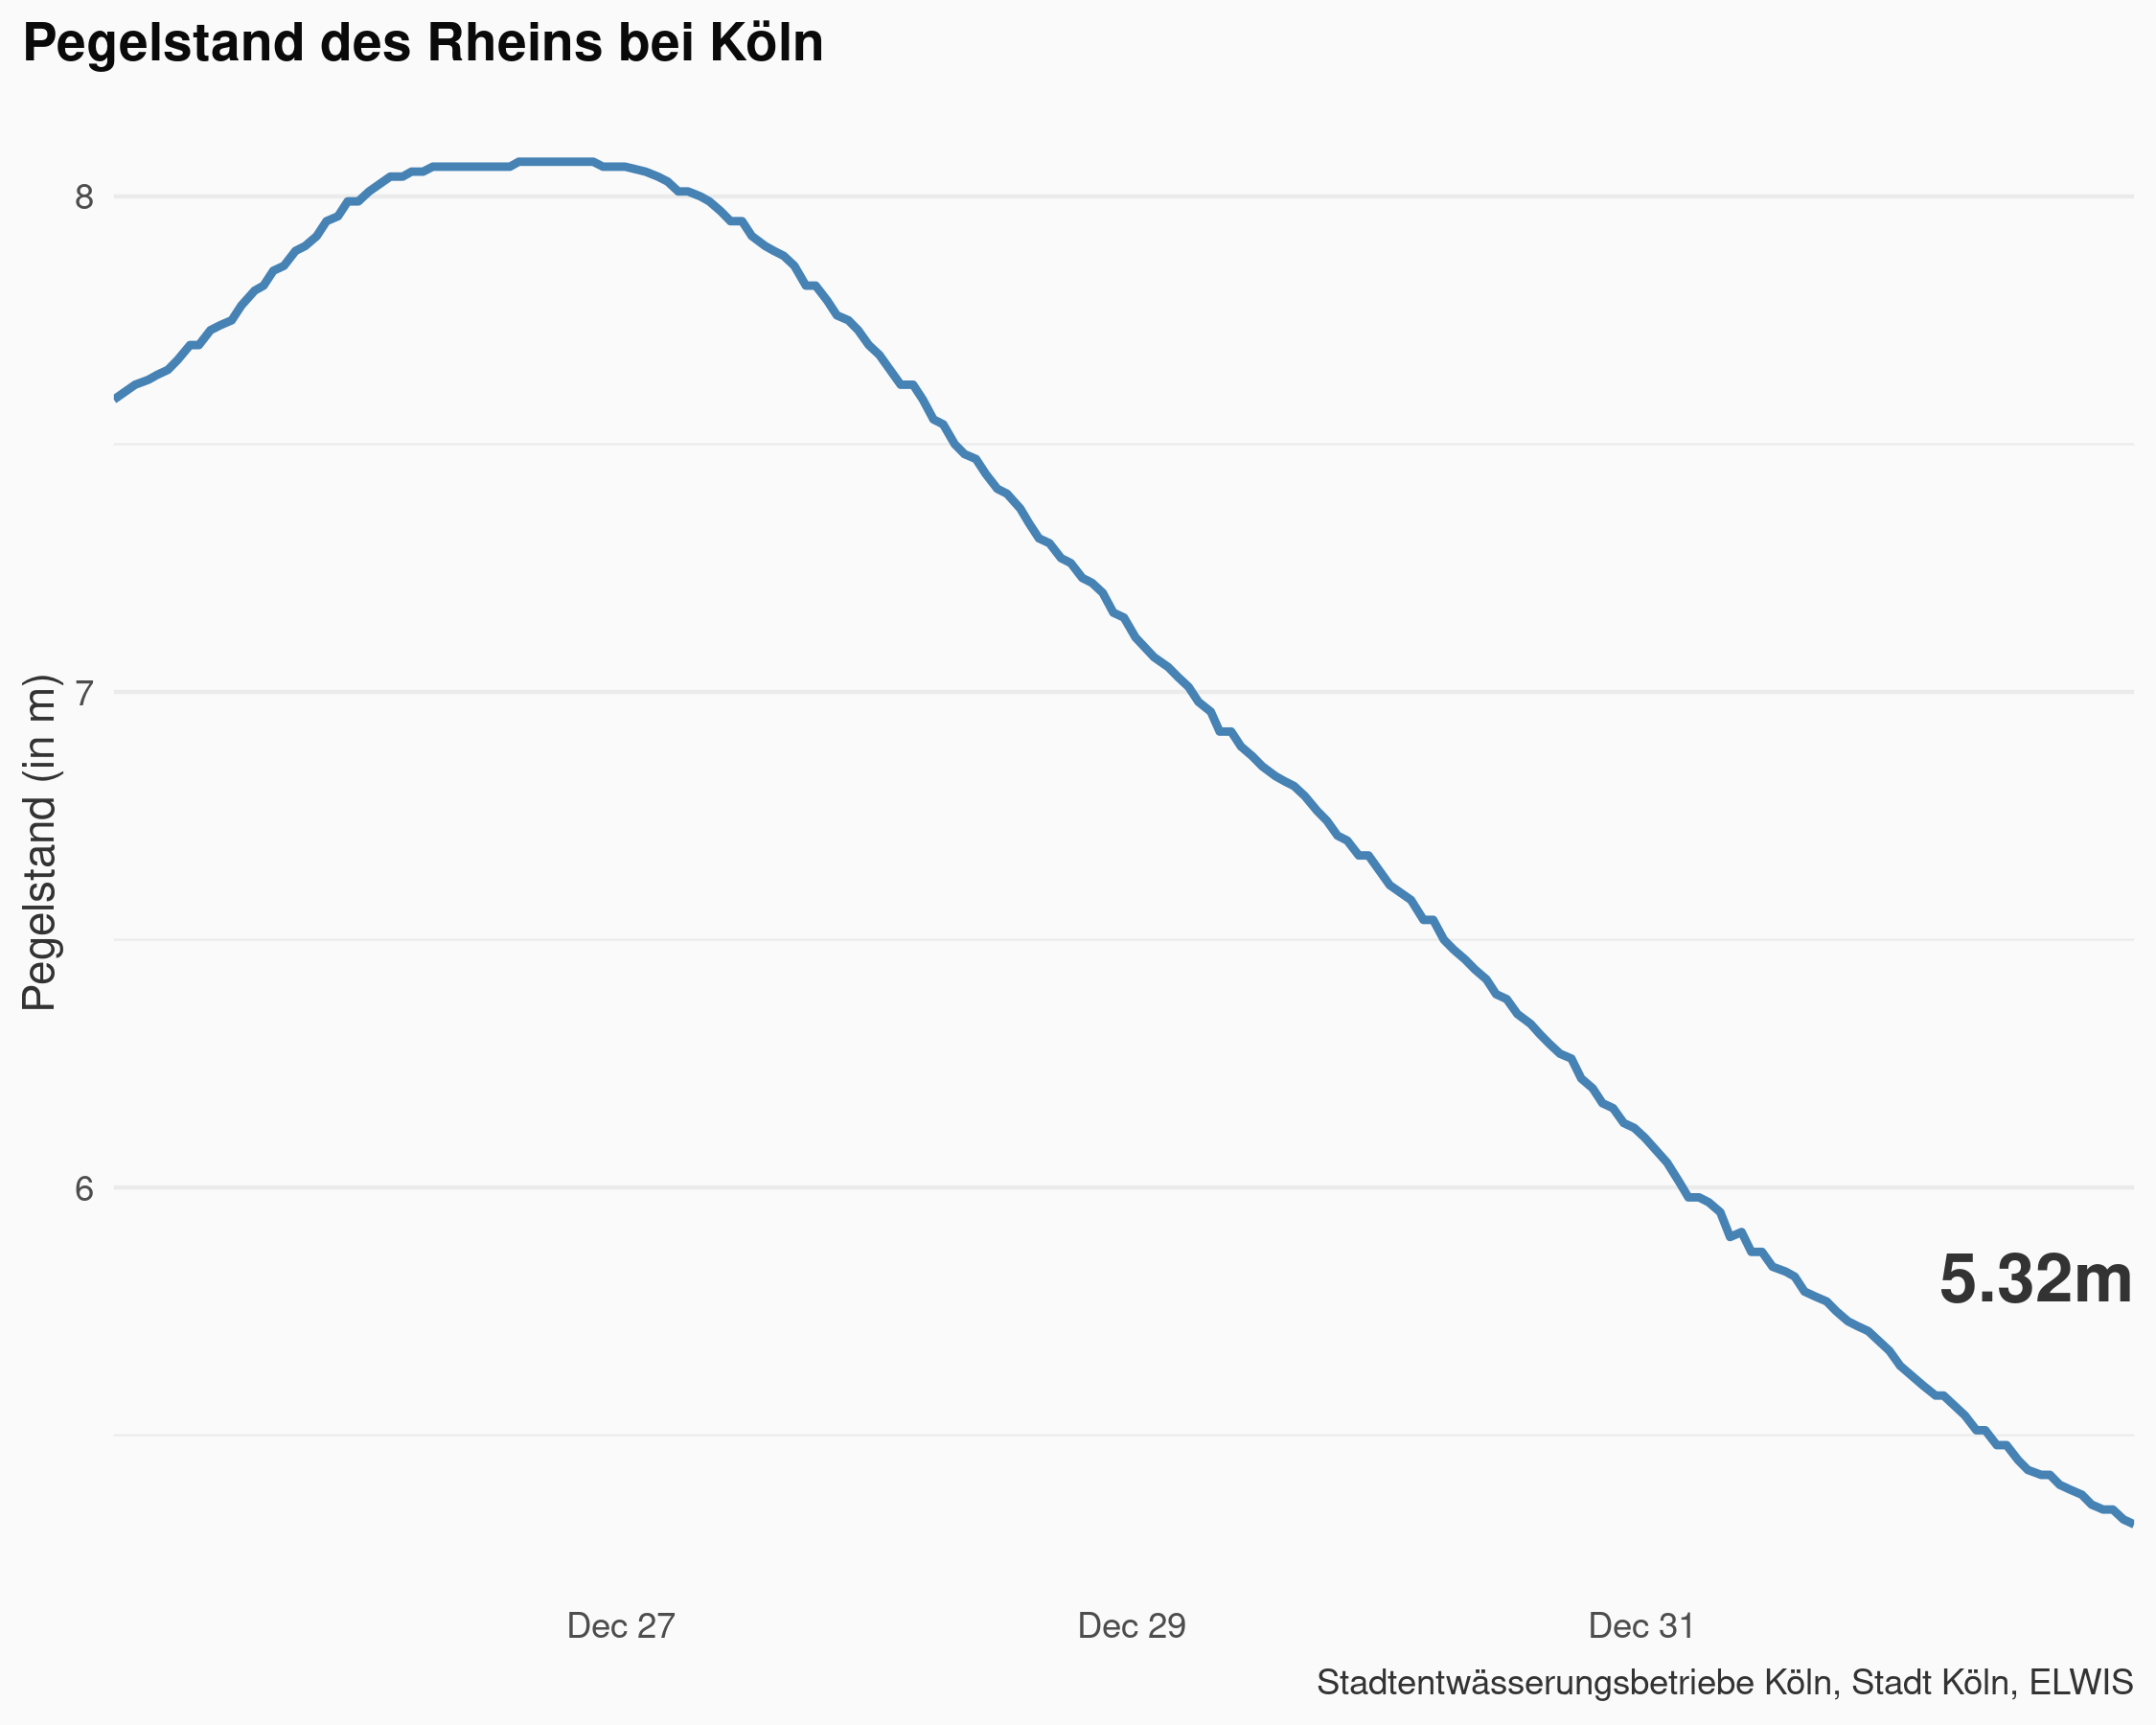 Pegelstand des Rheins bei Köln
Pegelstand (in m)
8
7
6
5.32m
Dec 27
Dec 29
Dec 31
Stadtentwässerungsbetriebe Köln, Stadt Köln, ELWIS